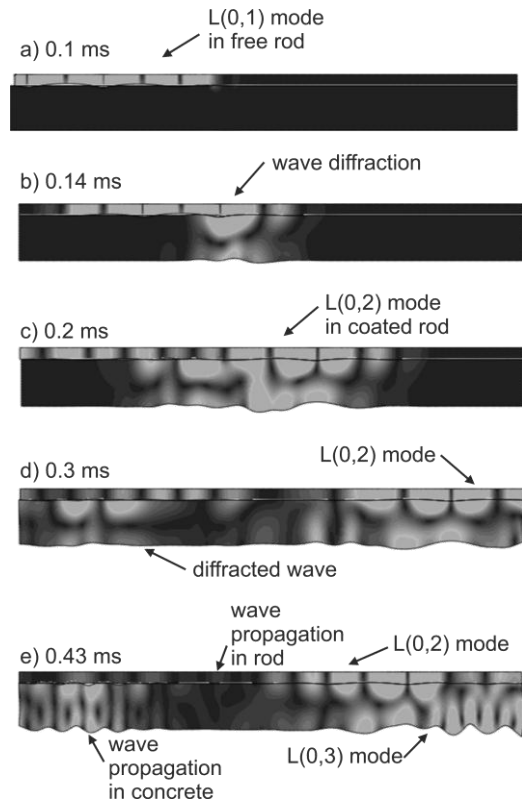 L(0,1) mode
in free rod
a) 0.1 ms
wave diffraction
b) 0.14 ms
L(0,2) mode
in coated rod
c) 0.2 ms
L(0,2) mode
d) 0.3 ms
diffracted wave
wave
propagation
in rod
L(0,2) mode
e) 0.43 ms
wave
propagation
in concrete
L(0,3) mode